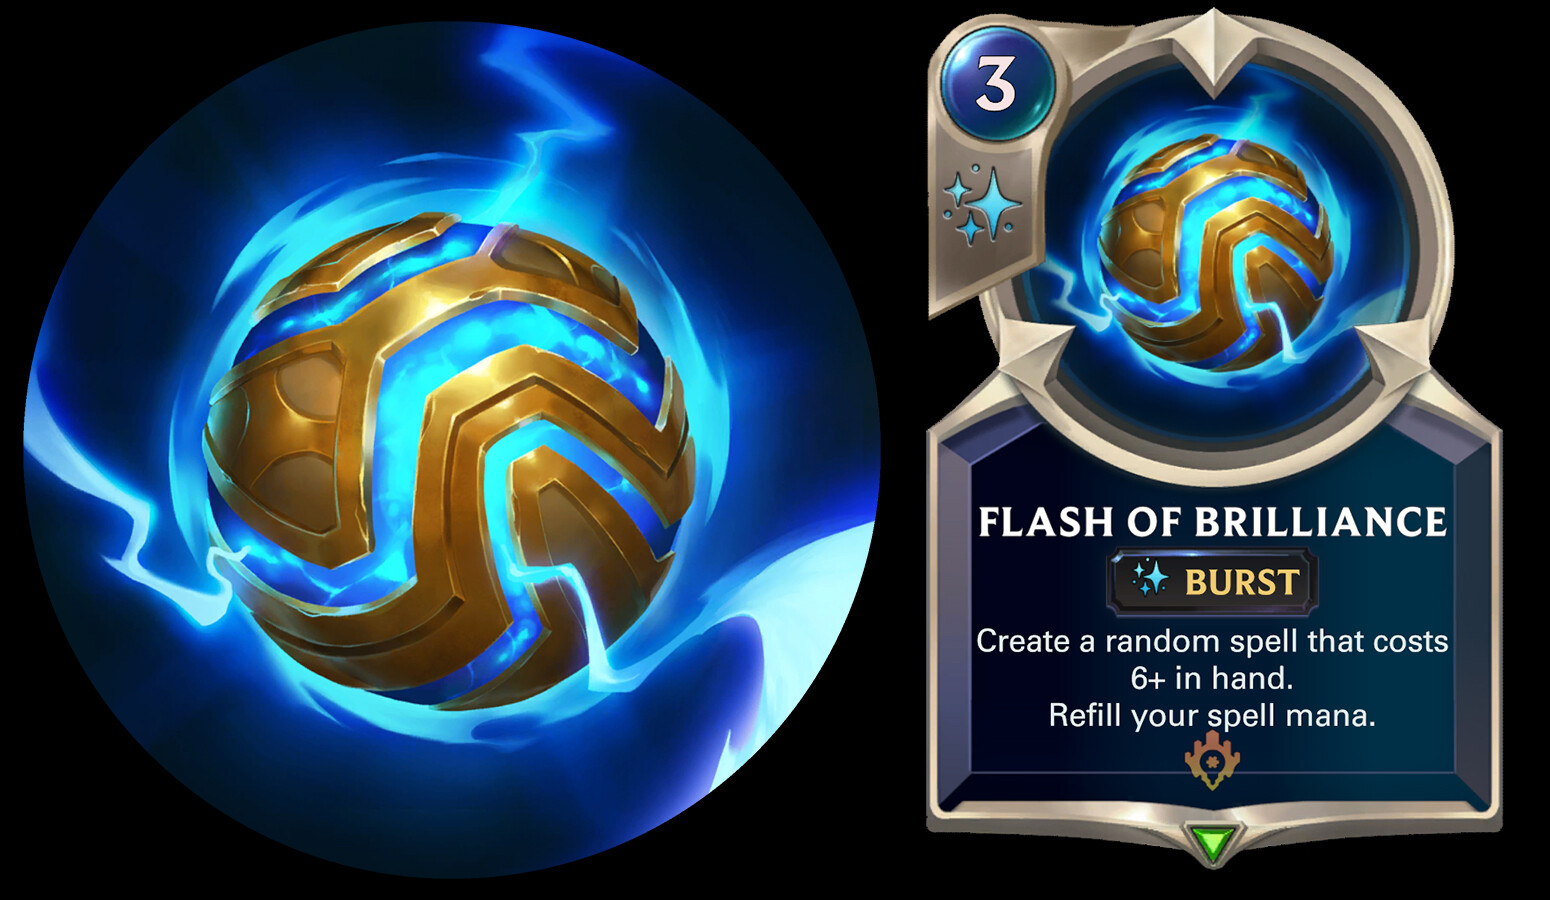 3
FLASH OF BRILLIANCE
BURST
Create a random spell that costs
6+ in hand.
Refill your spell mana.